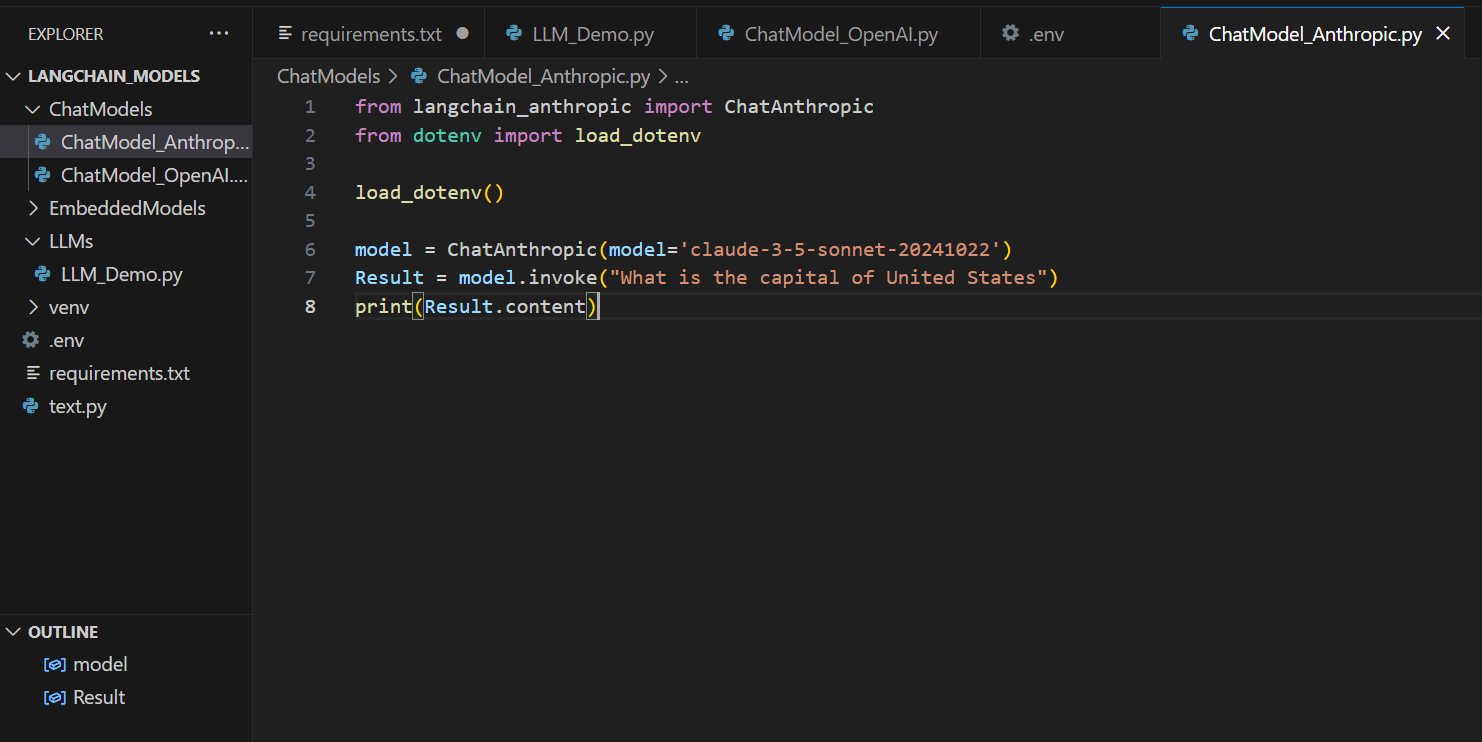 EXPLORER ...
LANGCHAIN_MODELS
ChatModels
ChatModel_Anthrop...
ChatModel_OpenAI....
EmbeddedModels
LLMs
LLM_Demo.py
venv
.env
requirements.txt
text.py
OUTLINE
model
Result
requirements.txt LLM_Demo.py ChatModel_OpenAI.py .env ChatModel_Anthropic.py
ChatModels > ChatModel_Anthropic.py > ...
1 from langchain_anthropic import ChatAnthropic
2 from dotenv import load_dotenv
3
4 load_dotenv()
5
6 model = ChatAnthropic(model='claude-3-5-sonnet-20241022')
7 Result = model.invoke("What is the capital of United States")
8 print(Result.content)